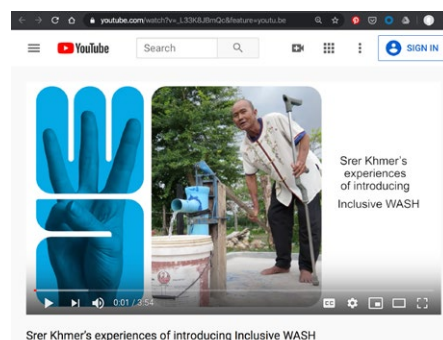 youtube.com/watch?v=_L33K8JBmQc&feature=youtu.be
YouTube
Search
SIGN IN
Srer Khmer's
experiences
of introducing
Inclusive WASH
0:01 / 3:54
Srer Khmer's experiences of introducing Inclusive WASH